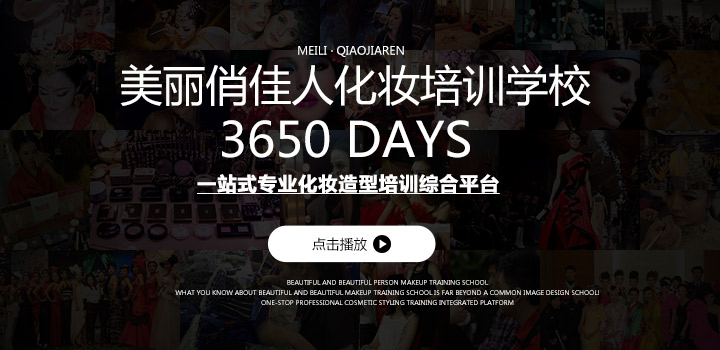 MEILI · QIAOJIAREN
美丽俏佳人化妆培训学校
3650 DAYS
一站式专业化妆造型培训综合平台
点击播放
BEAUTIFUL AND BEAUTIFUL PERSON MAKEUP TRAINING SCHOOL
WHAT YOU KNOW ABOUT BEAUTIFUL AND BEAUTIFUL MAKEUP TRAINING SCHOOL IS FAR BEYOND A COMMON IMAGE DESIGN SCHOOL!
ONE-STOP PROFESSIONAL COSMETIC STYLING TRAINING INTEGRATED PLATFORM